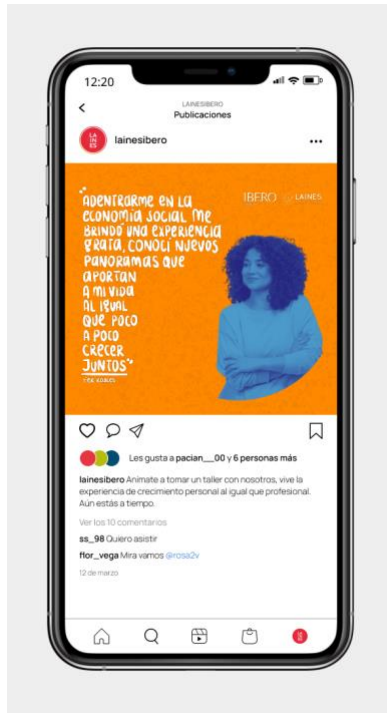 12:20
LAINESIBERO
Publicaciones
LA
IN
ES
lainesibero
"ADENTRARME EN LA
ECONOMÍA SOCIAL ME
BRINDÓ UNA EXPERIENCIA
GRATA, CONOCÍ NUEVOS
PANORAMAS QUE
APORTAN
A MI VIDA
AL IGUAL
QUE POCO
A POCO
CRECER
JUNTOS"
IBERO
LAINES
Les gusta a pacian__00 y 6 personas más
lainesibero Anímate a tomar un taller con nosotros, vive la
experiencia de crecimiento personal al igual que profesional.
Aún estás a tiempo.
Ver los 10 comentarios
ss_98 Quiero asistir
flor_vega Mira vamos @rosa2v
12 de marzo